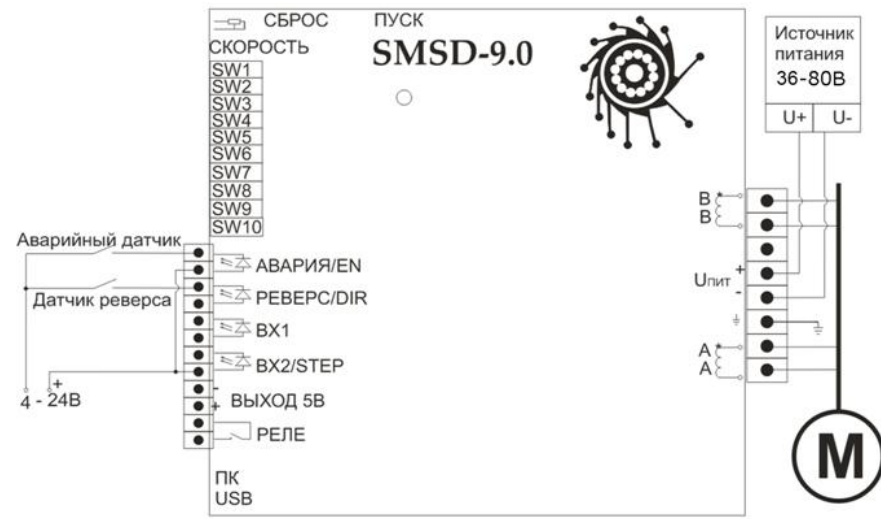 СБРОС
ПУСК
СКОРОСТЬ
SMSD-9.0
SW1
SW2
SW3
SW4
SW5
SW6
SW7
SW8
SW9
SW10
Источник
питания
36-80В
U+ U-
Аварийный датчик
Датчик реверса
+
4 - 24В
АВАРИЯ/EN
РЕВЕРС/DIR
ВХ1
ВХ2/STEP
-
+ ВЫХОД 5В
РЕЛЕ
ПК
USB
B *
B
Uпит +
-
A *
A
M